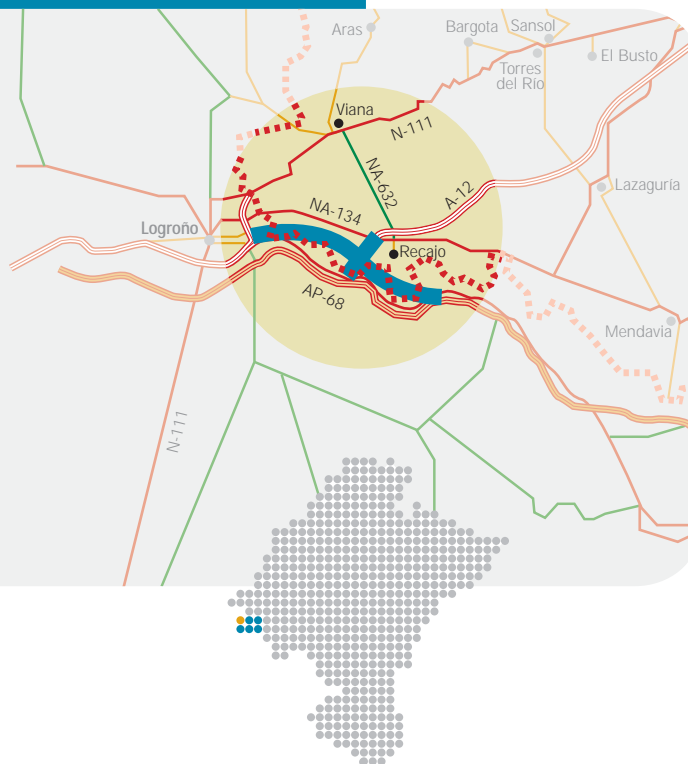 Aras
Bargota
Sansol
El Busto
Torres
del Río
Viana
N-111
NA-632
Lazaguría
A-12
NA-134
Logroño
Recajo
AP-68
Mendavia
N-111